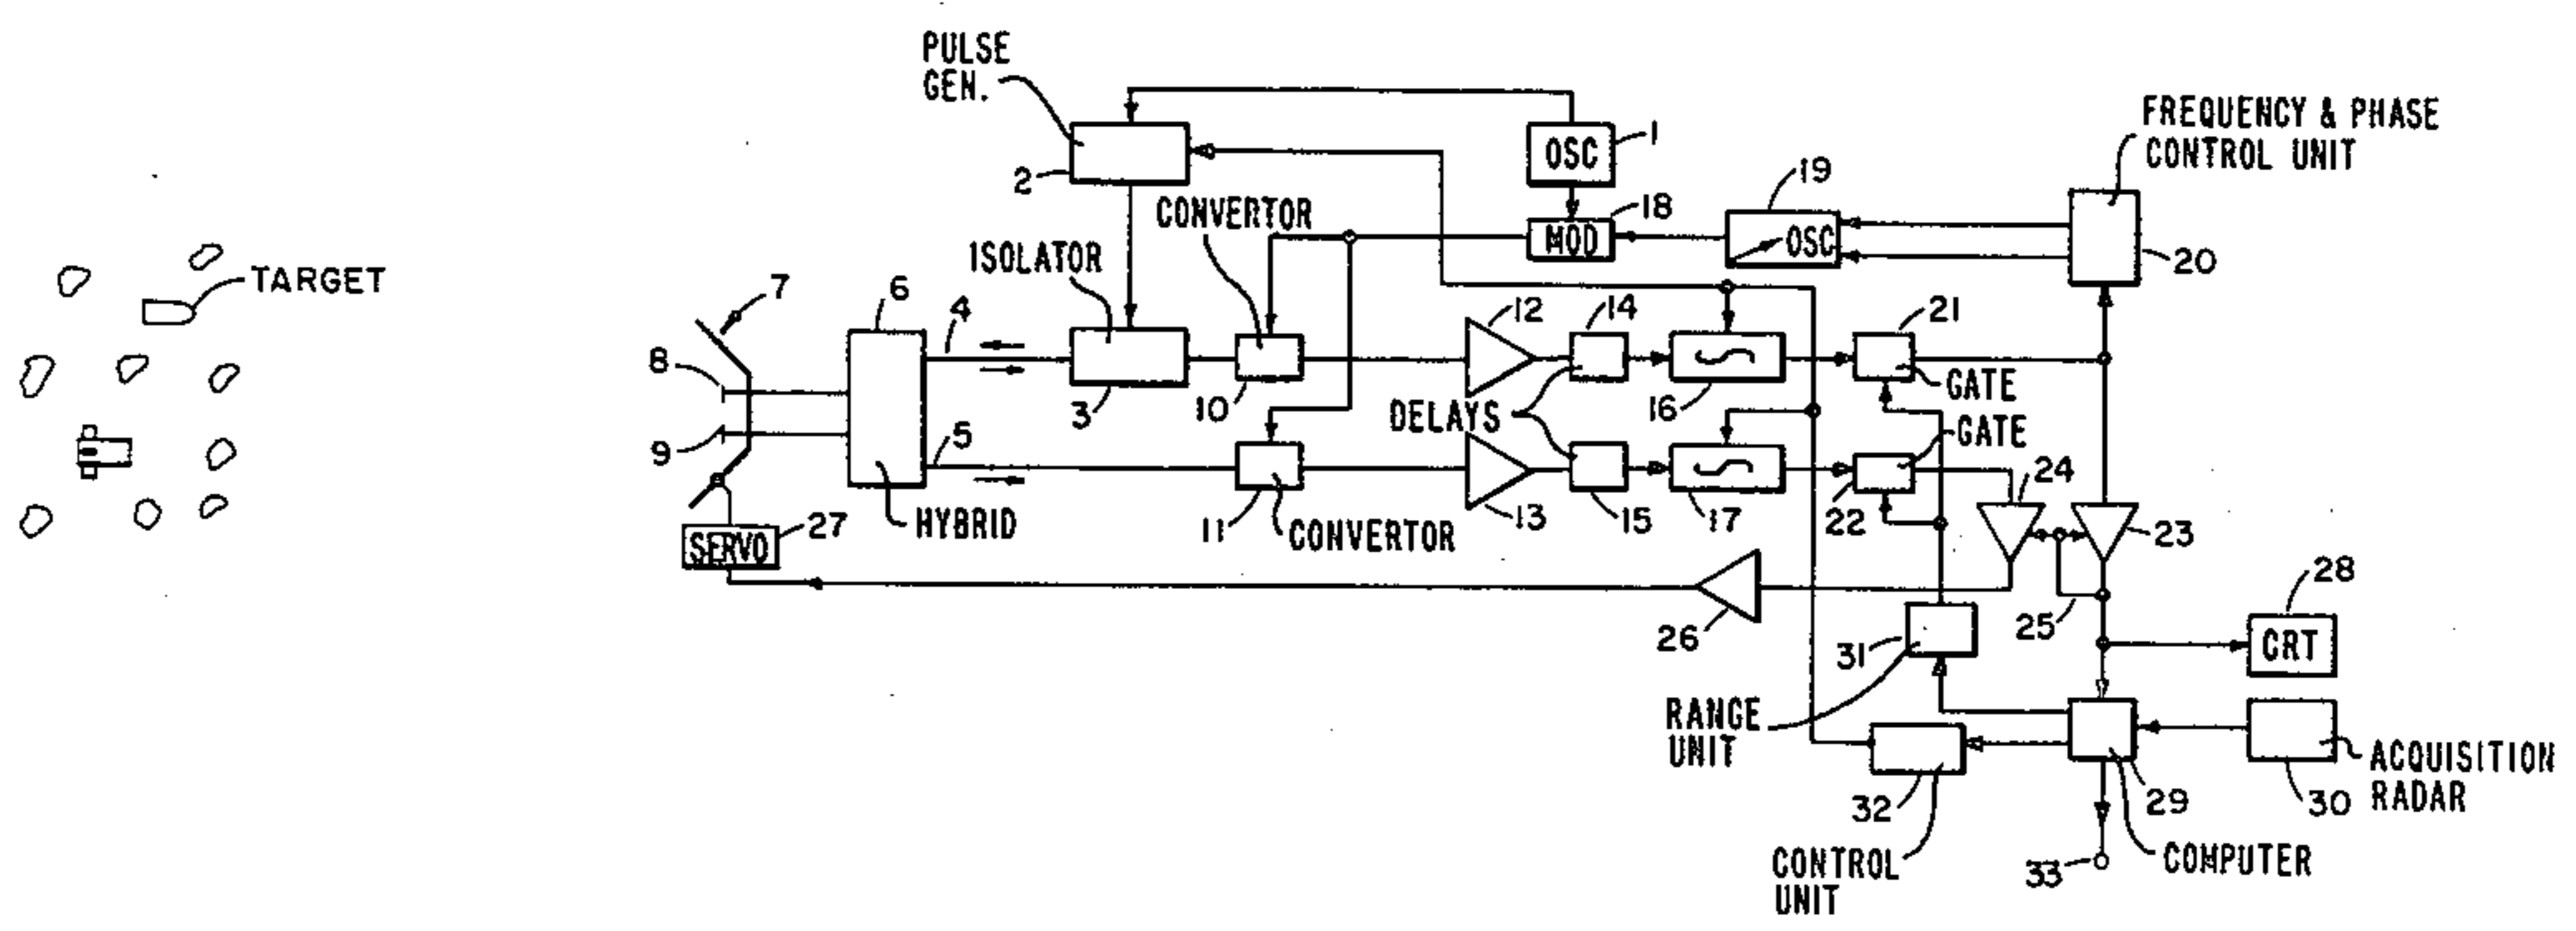 PULSE
GEN.
2
OSC
1
FREQUENCY & PHASE
CONTROL UNIT
CONVERTOR
MOD
18
19
OSC
20
ISOLATOR
TARGET
7
6
4
12
14
21
8
3
10
DELAYS
16
GATE
9
5
GATE
HYBRID
11
CONVERTOR
13
15
17
22
24
23
SERVO
27
26
31
25
28
CRT
RANGE
UNIT
32
29
30
ACQUISITION
RADAR
CONTROL
UNIT
33
COMPUTER